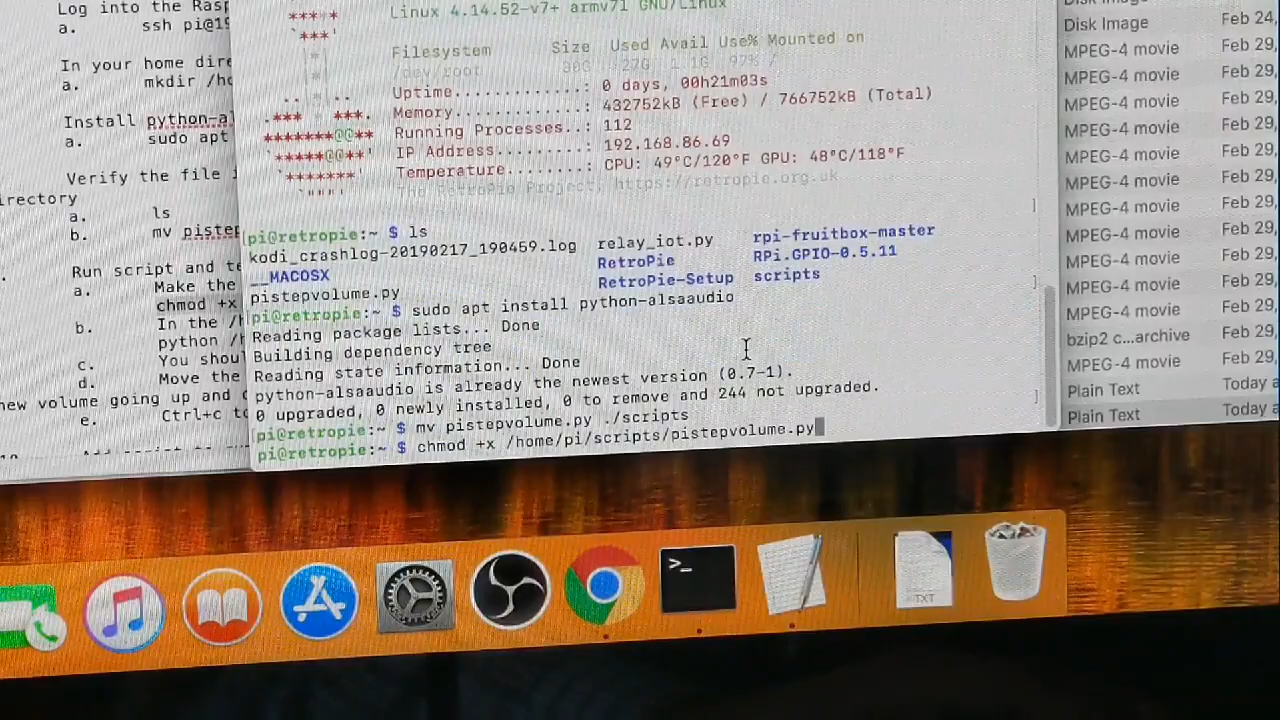 Log into the Rasp
a. ssh pi@19
In your home dire
a. mkdir /ho
Install python-al
a. sudo apt
Verify the file i
irectory
a. ls
b. mv pistep
Run script and te
a. Make the
chmod +x
b. In the /h
python /h
c. You shoul
d. Move the
new volume going up and d
e. Ctrl+c to
Linux 4.14.52-v7+ armv7l GNU/Linux
Filesystem Size Used Avail Use% Mounted on
/dev/root 30G 27G 1.1G 97% /
Uptime.............: 0 days, 00h21m03s
Memory.............: 432752kB (Free) / 766752kB (Total)
Running Processes..: 112
IP Address.........: 192.168.86.69
Temperature........: CPU: 49°C/120°F GPU: 48°C/118°F
The RetroPie Project, https://retropie.org.uk
pi@retropie:~ $ ls
kodi_crashlog-20190217_190459.log relay_iot.py rpi-fruitbox-master
__MACOSX RetroPie RPi.GPIO-0.5.11
pistepvolume.py RetroPie-Setup scripts
pi@retropie:~ $ sudo apt install python-alsaaudio
Reading package lists... Done
Building dependency tree
Reading state information... Done
python-alsaaudio is already the newest version (0.7-1).
0 upgraded, 0 newly installed, 0 to remove and 244 not upgraded.
pi@retropie:~ $ mv pistepvolume.py ./scripts
pi@retropie:~ $ chmod +x /home/pi/scripts/pistepvolume.py
Disk Image
Disk Image Feb 24
MPEG-4 movie Feb 29,
MPEG-4 movie Feb 29,
MPEG-4 movie Feb 29,
MPEG-4 movie Feb 29,
MPEG-4 movie Feb 29,
MPEG-4 movie Feb 29,
MPEG-4 movie Feb 29,
MPEG-4 movie Feb 29,
MPEG-4 movie Feb 29,
MPEG-4 movie Feb 29,
MPEG-4 movie Feb 29,
bzip2 c...archive Feb 29,
MPEG-4 movie Feb 29,
Plain Text Today a
Plain Text Today a
>_
TXT